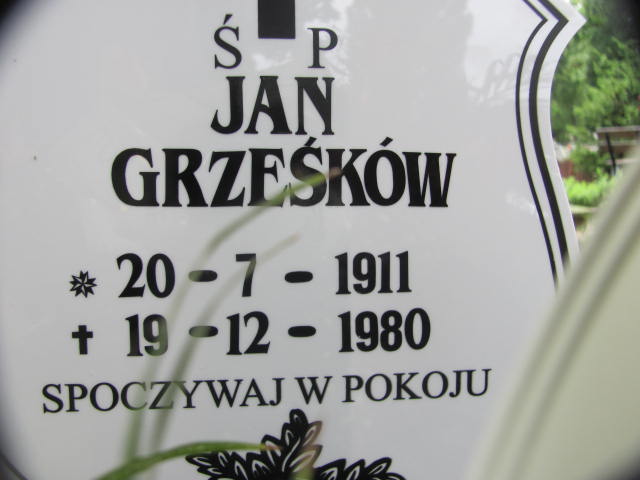 Ś P
JAN
GRZEŚKÓW
20 - 7 - 1911
19 - 12 - 1980
SPOCZYWAJ W POKOJU